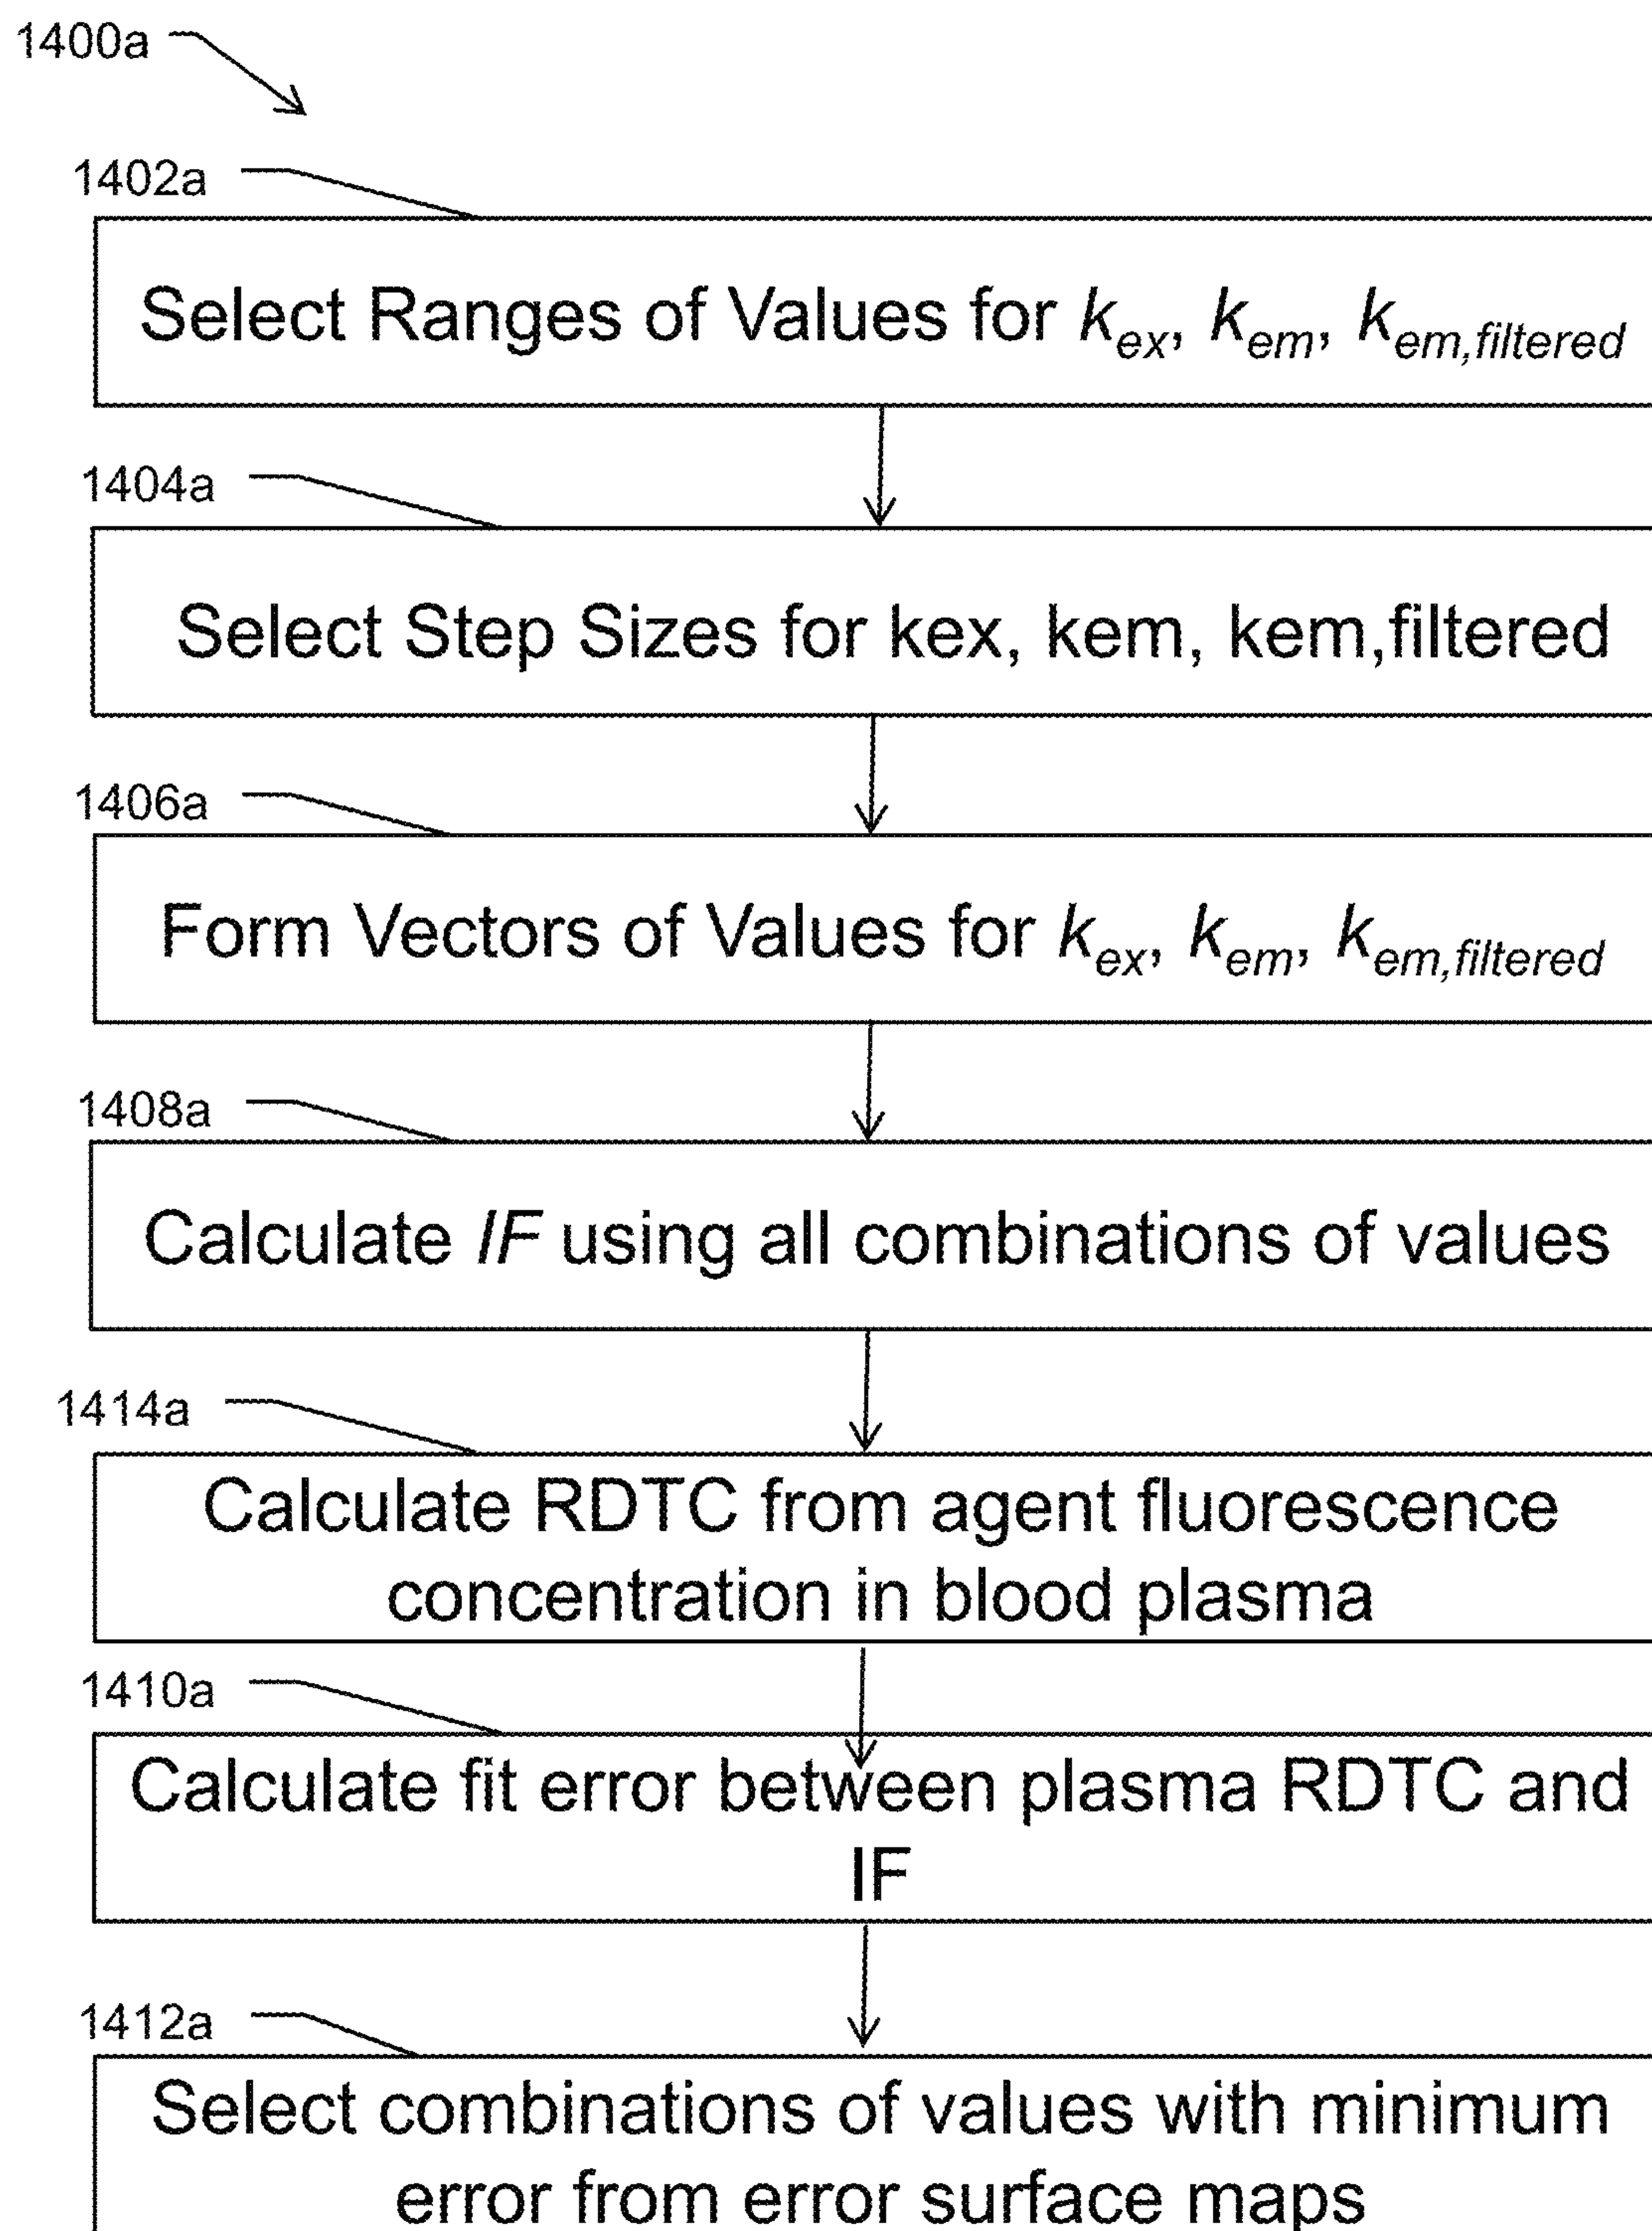 1400a
1402a
Select Ranges of Values for kex, kem, kem,filtered
1404a
Select Step Sizes for kex, kem, kem,filtered
1406a
Form Vectors of Values for kex, kem, kem,filtered
1408a
Calculate IF using all combinations of values
1414a
Calculate RDTC from agent fluorescence
concentration in blood plasma
1410a
Calculate fit error between plasma RDTC and
IF
1412a
Select combinations of values with minimum
error from error surface maps